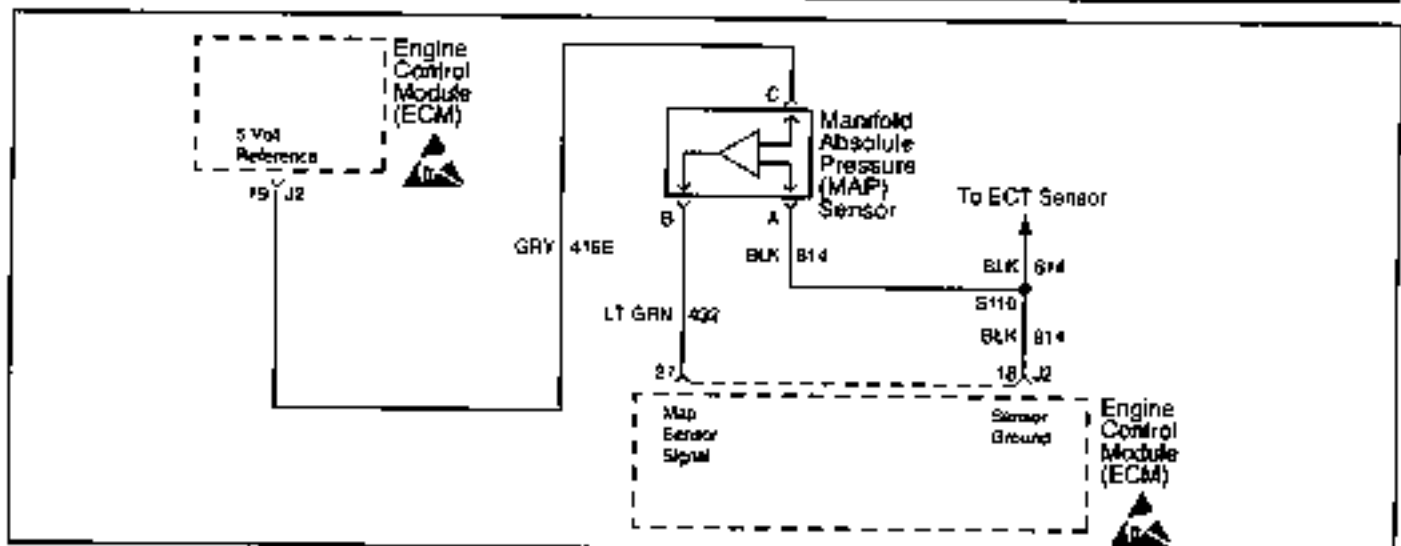 Engine
Control
Module
(ECM)
5 Volt
Reference
J2
C
Manifold
Absolute
Pressure
(MAP)
Sensor
B
A
To ECT Sensor
GRY
BLK 814
BLK
S110
BLK 814
LT GRN
27
18 J2
Map
Sensor
Signal
Sensor
Ground
Engine
Control
Module
(ECM)